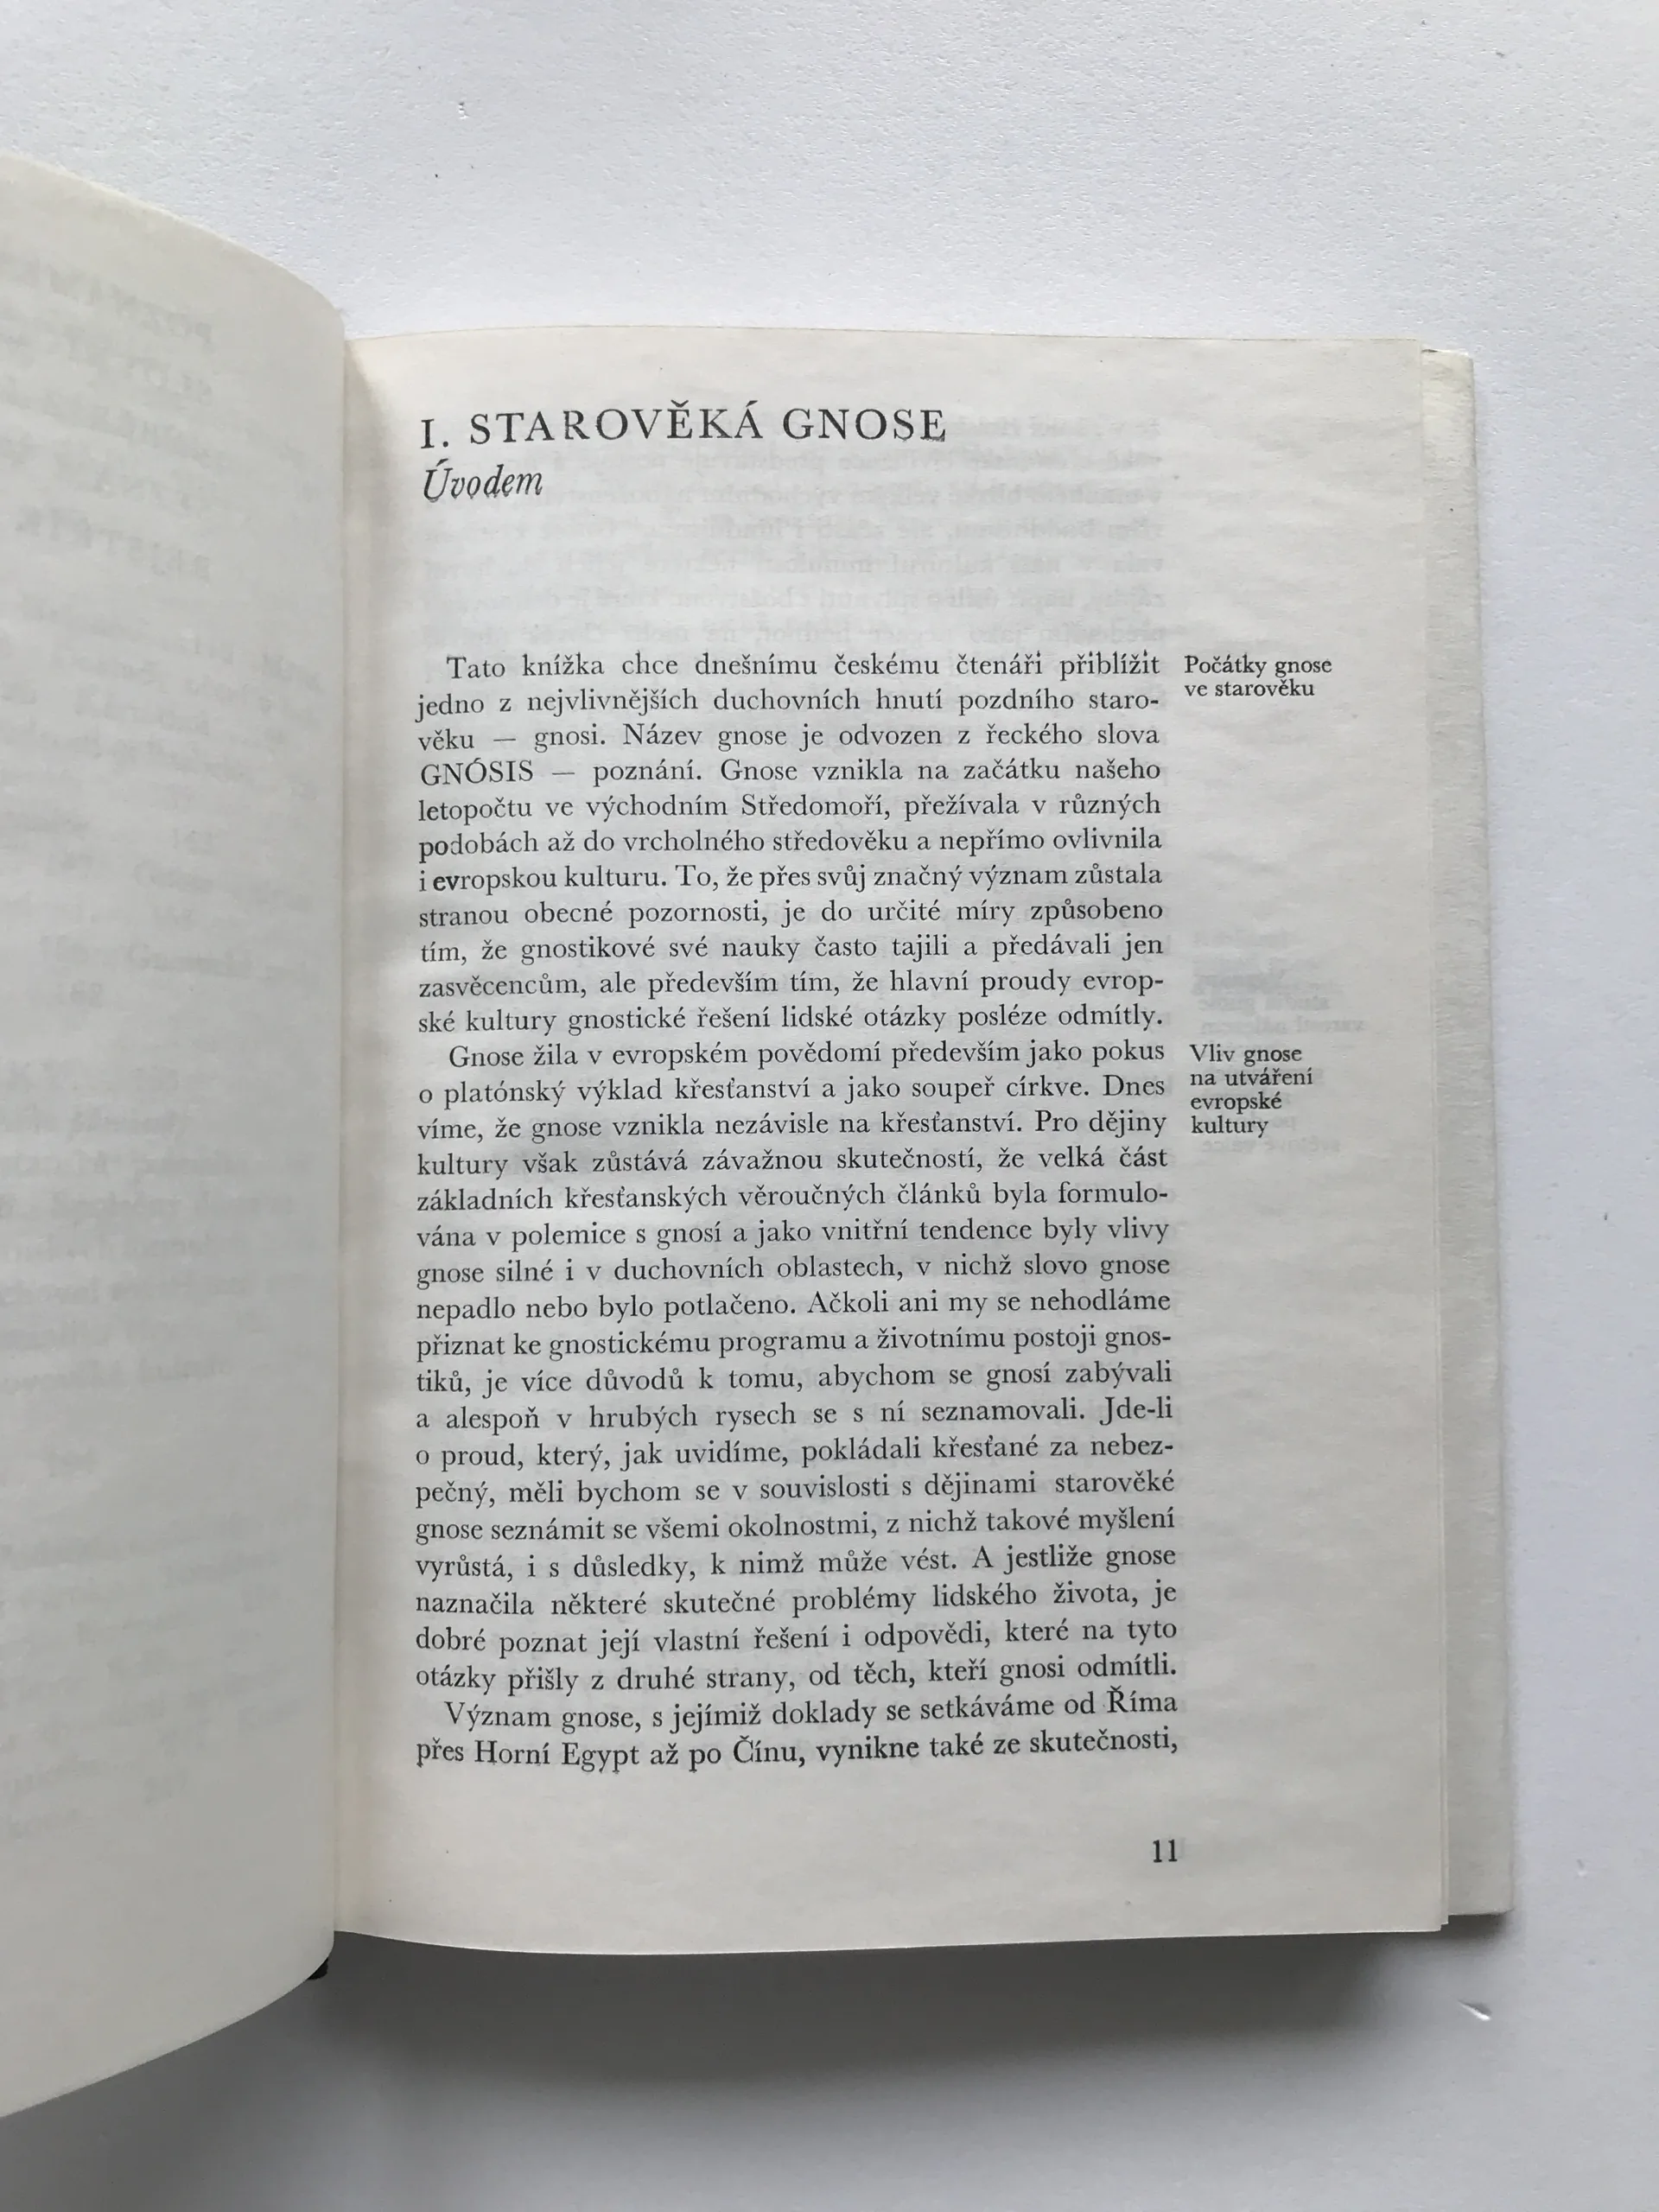 I. STAROVĚKÁ GNOSE
Úvodem
Tato knížka chce dnešnímu českému čtenáři přiblížit
jedno z nejvlivnějších duchovních hnutí pozdního staro-
věku — gnosi. Název gnose je odvozen z řeckého slova
GNÓSIS — poznání. Gnose vznikla na začátku našeho
letopočtu ve východním Středomoří, přežívala v různých
podobách až do vrcholného středověku a nepřímo ovlivnila
i evropskou kulturu. To, že přes svůj značný význam zůstala
stranou obecné pozornosti, je do určité míry způsobeno
tím, že gnostikové své nauky často tajili a předávali jen
zasvěcencům, ale především tím, že hlavní proudy evrop-
ské kultury gnostické řešení lidské otázky posléze odmítly.
Počátky gnose
ve starověku
Gnose žila v evropském povědomí především jako pokus
o platónský výklad křesťanství a jako soupeř církve. Dnes
víme, že gnose vznikla nezávisle na křesťanství. Pro dějiny
kultury však zůstává závažnou skutečností, že velká část
základních křesťanských věroučných článků byla formulo-
vána v polemice s gnosí a jako vnitřní tendence byly vlivy
gnose silné i v duchovních oblastech, v nichž slovo gnose
nepadlo nebo bylo potlačeno. Ačkoli ani my se nehodláme
přiznat ke gnostickému programu a životnímu postoji gnos-
tiků, je více důvodů k tomu, abychom se gnosí zabývali
a alespoň v hrubých rysech se s ní seznamovali. Jde-li
o proud, který, jak uvidíme, pokládali křesťané za nebez-
pečný, měli bychom se v souvislosti s dějinami starověké
gnose seznámit se všemi okolnostmi, z nichž takové myšlení
vyrůstá, i s důsledky, k nimž může vést. A jestliže gnose
naznačila některé skutečné problémy lidského života, je
dobré poznat její vlastní řešení i odpovědi, které na tyto
otázky přišly z druhé strany, od těch, kteří gnosi odmítli.
Vliv gnose
na utváření
evropské
kultury
Význam gnose, s jejímiž doklady se setkáváme od Říma
přes Horní Egypt až po Čínu, vynikne také ze skutečnosti,
11